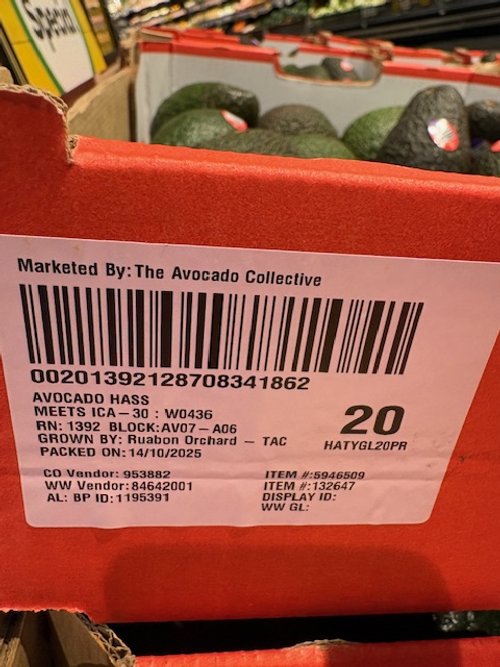 Special
Marketed By: The Avocado Collective
00201392128708341862
AVOCADO HASS
MEETS ICA-30 : W0436
RN: 1392 BLOCK:AV07-A06
GROWN BY: Ruabon Orchard - TAC
PACKED ON:14/10/2025
20
HATYGL20PR
CO Vendor: 953882
WW Vendor: 84642001
AL: BP ID: 1195391
ITEM #:5946509
ITEM #:132647
DISPLAY ID:
WW GL: